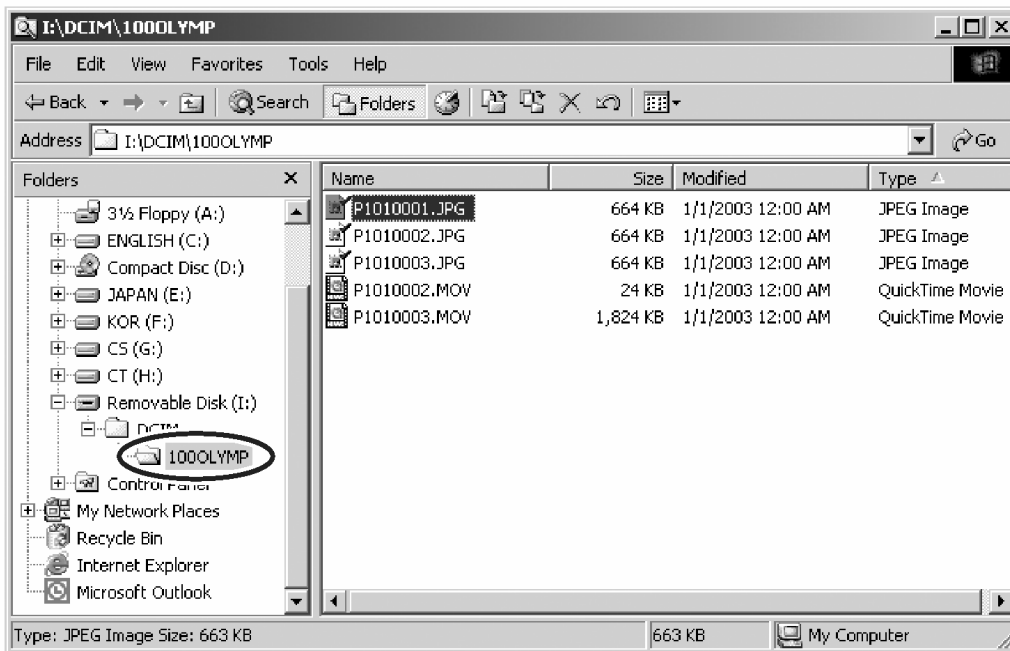 I:\DCIM\100OLYMP
File Edit View Favorites Tools Help
Back Search Folders
Address I:\DCIM\100OLYMP Go
Folders
3½ Floppy (A:)
ENGLISH (C:)
Compact Disc (D:)
JAPAN (E:)
KOR (F:)
CS (G:)
CT (H:)
Removable Disk (I:)
DCIM
100OLYMP
Control Panel
My Network Places
Recycle Bin
Internet Explorer
Microsoft Outlook
Name Size Modified Type
P1010001.JPG 664 KB 1/1/2003 12:00 AM JPEG Image
P1010002.JPG 664 KB 1/1/2003 12:00 AM JPEG Image
P1010003.JPG 664 KB 1/1/2003 12:00 AM JPEG Image
P1010002.MOV 24 KB 1/1/2003 12:00 AM QuickTime Movie
P1010003.MOV 1,824 KB 1/1/2003 12:00 AM QuickTime Movie
Type: JPEG Image Size: 663 KB 663 KB My Computer